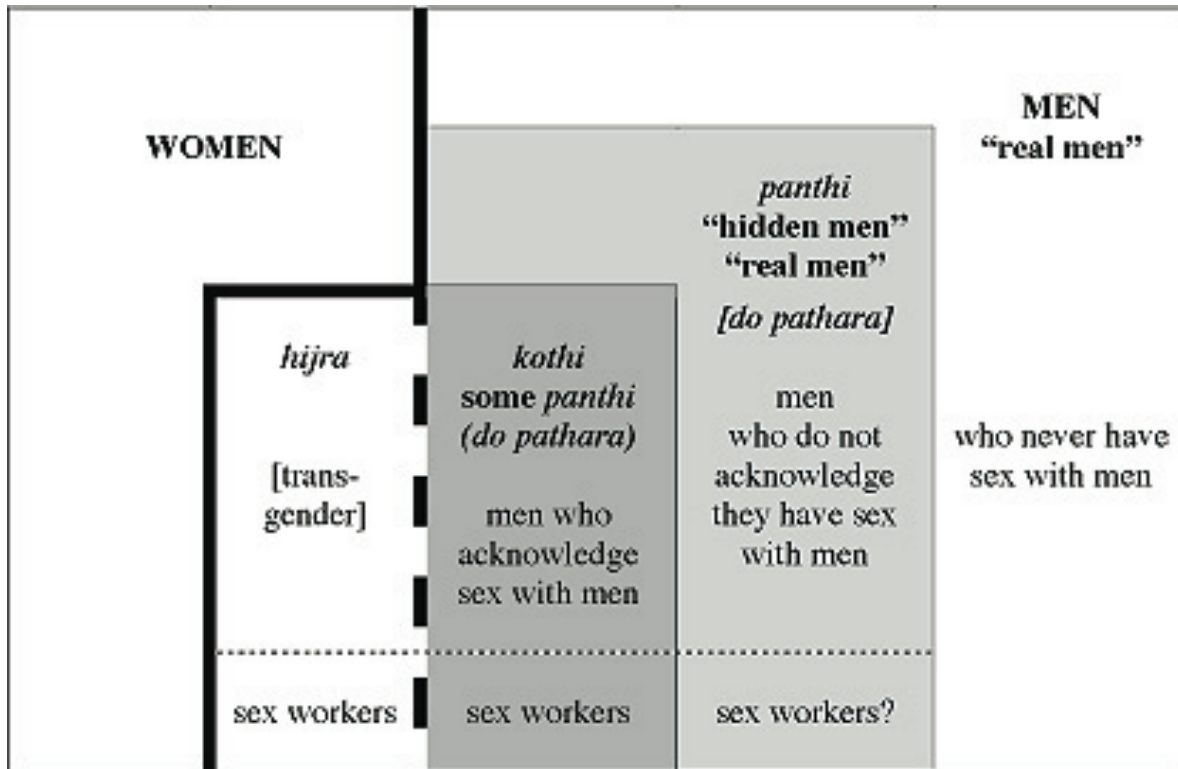 WOMEN
MEN
“real men”
panthi
“hidden men”
“real men”
[do pathara]
hijra
[trans-
gender]
kothi
some panthi
(do pathara)
men who
acknowledge
sex with men
men
who do not
acknowledge
they have sex
with men
who never have
sex with men
sex workers
sex workers
sex workers?